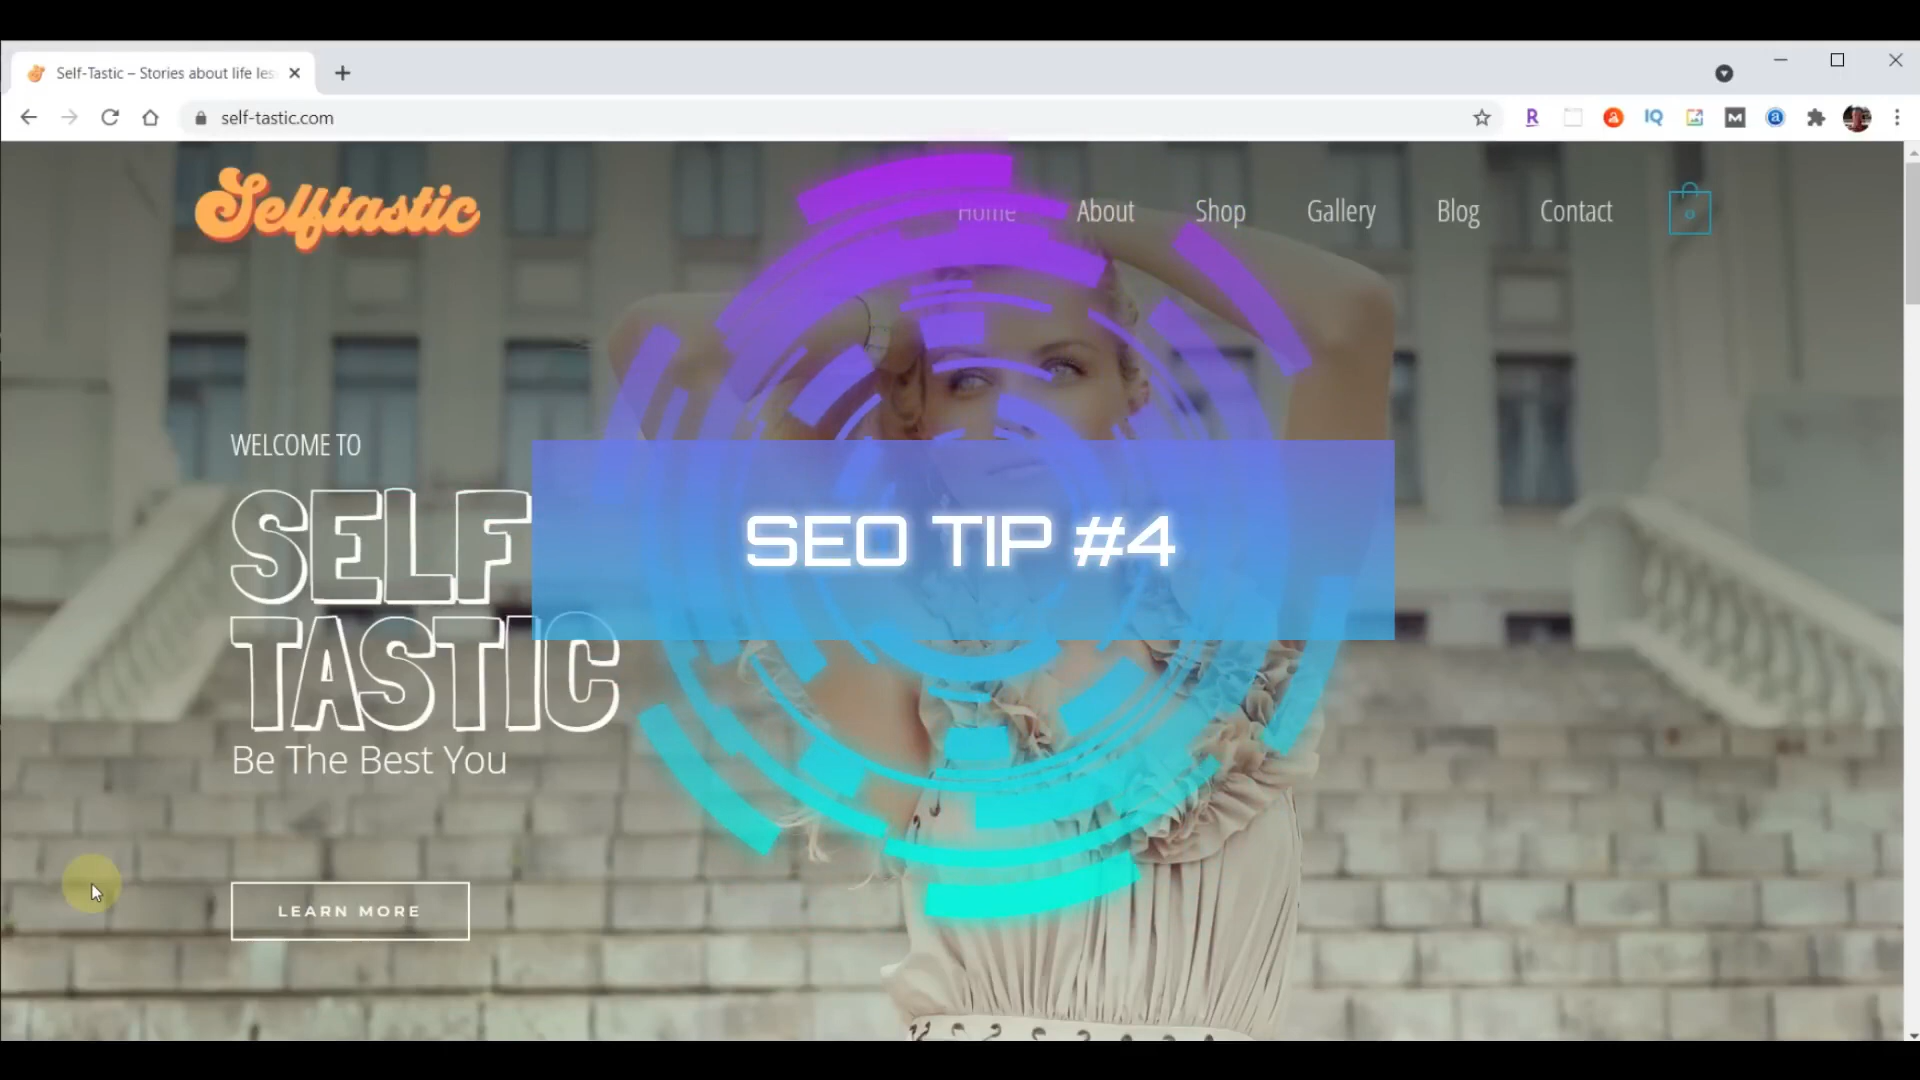 Self-Tastic – Stories about life les
self-tastic.com
R
IQ
M
a
Selftastic
Home
About
Shop
Gallery
Blog
Contact
0
WELCOME TO
SELF
TASTIC
Be The Best You
SEO TIP #4
LEARN MORE